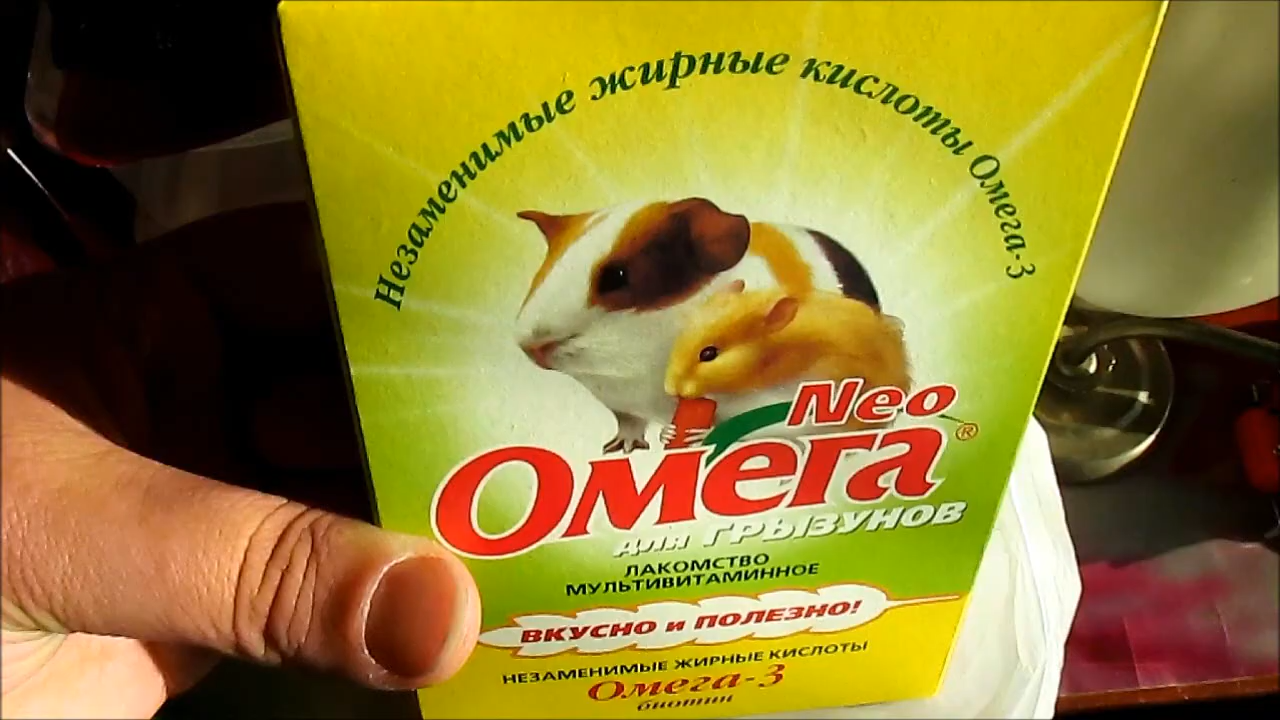 Незаменимые жирные кислоты Омега-3
Neo
Омега®
для ГРЫЗУНОВ
ЛАКОМСТВО
МУЛЬТИВИТАМИННОЕ
ВКУСНО и ПОЛЕЗНО!
НЕЗАМЕНИМЫЕ ЖИРНЫЕ КИСЛОТЫ
Омега-3
биотин